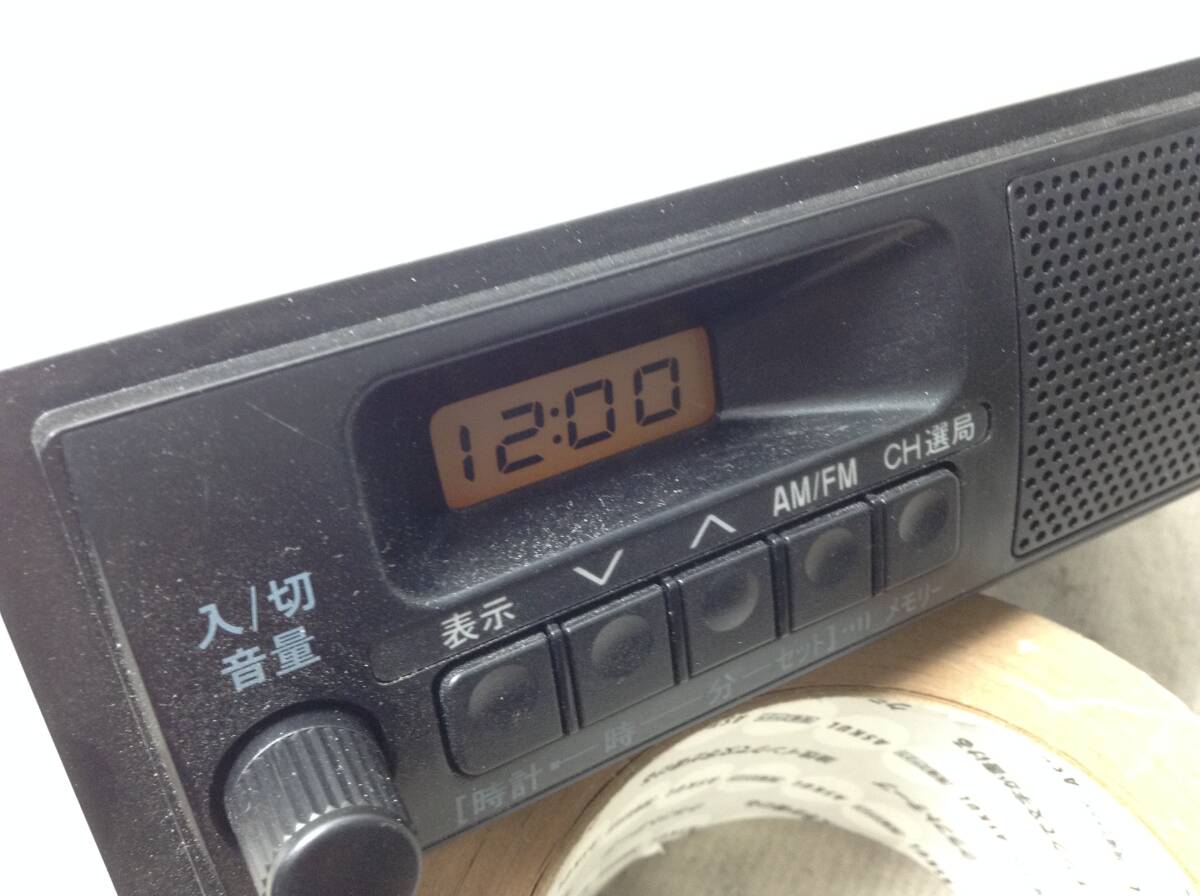 12:00
入/切
音量
表示
AM/FM
CH選局
[時計・時 分 セット]
メモリー
ASKUL